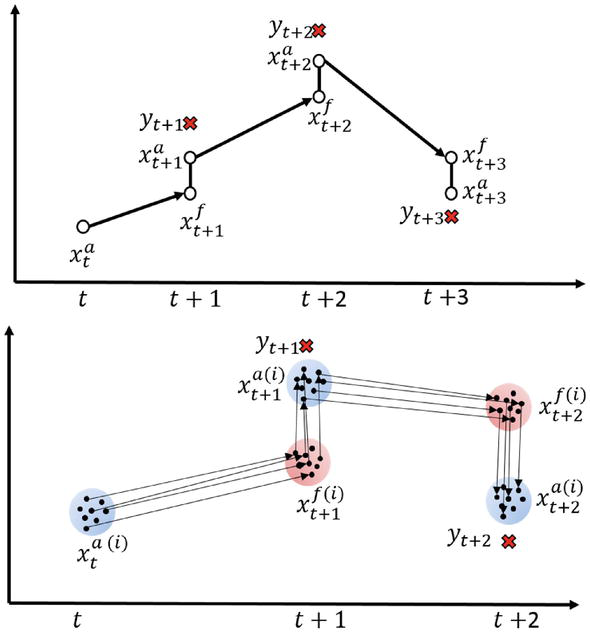 y_{t+2}
x^a_{t+2}
x^f_{t+2}
y_{t+1}
x^a_{t+1}
x^f_{t+1}
x^f_{t+3}
x^a_{t+3}
y_{t+3}
x^a_t
t t + 1 t + 2 t + 3
y_{t+1}
x^{a(i)}_{t+1}
x^{f(i)}_{t+2}
x^{f(i)}_{t+1}
x^{a(i)}_{t+2}
y_{t+2}
x^{a (i)}_t
t t + 1 t + 2